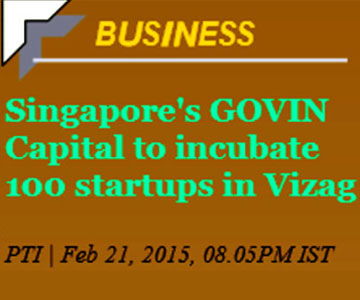 BUSINESS
Singapore's GOVIN
Capital to incubate
100 startups in Vizag
PTI | Feb 21, 2015, 08.05PM IST